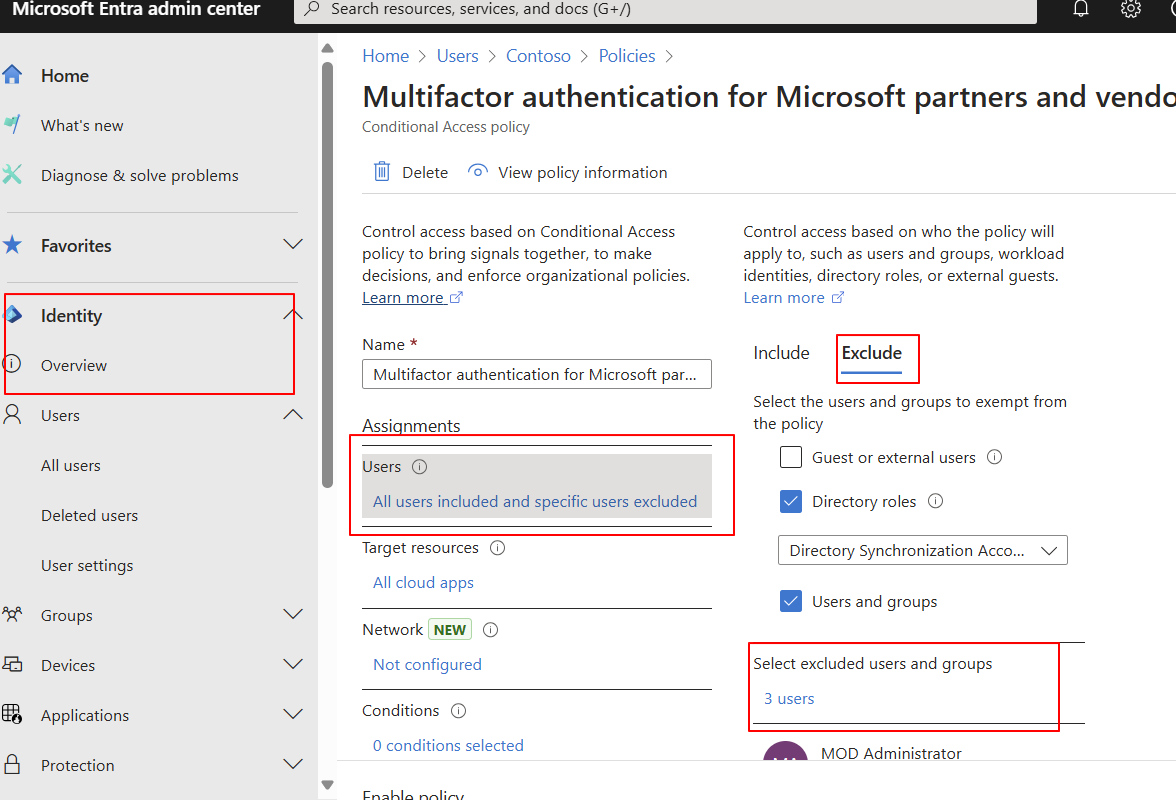 Microsoft Entra admin center
Search resources, services, and docs (G+/)
Home
What's new
Diagnose & solve problems
Favorites
Identity
Overview
Users
All users
Deleted users
User settings
Groups
Devices
Applications
Protection
Home > Users > Contoso > Policies >
Multifactor authentication for Microsoft partners and vendo
Conditional Access policy
Delete
View policy information
Control access based on Conditional Access
policy to bring signals together, to make
decisions, and enforce organizational policies.
Learn more
Name *
Multifactor authentication for Microsoft par...
Assignments
Users
All users included and specific users excluded
Target resources
All cloud apps
Network NEW
Not configured
Conditions
0 conditions selected
Enable policy
Control access based on who the policy will
apply to, such as users and groups, workload
identities, directory roles, or external guests.
Learn more
Include
Exclude
Select the users and groups to exempt from
the policy
Guest or external users
Directory roles
Directory Synchronization Acco...
Users and groups
Select excluded users and groups
3 users
MOD Administrator